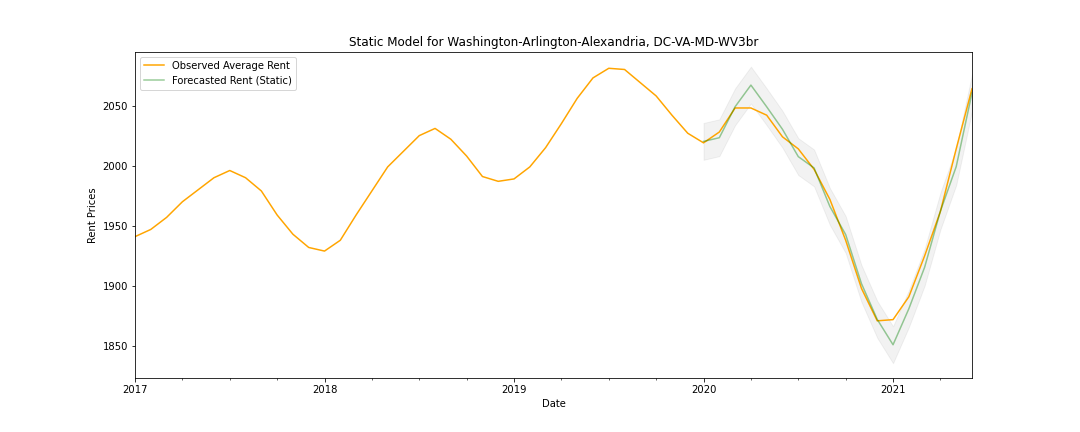 Static Model for Washington-Arlington-Alexandria, DC-VA-MD-WV3br
Observed Average Rent
Forecasted Rent (Static)
2050
2000
1950
1900
1850
Rent Prices
2017 2018 2019 2020 2021
Date